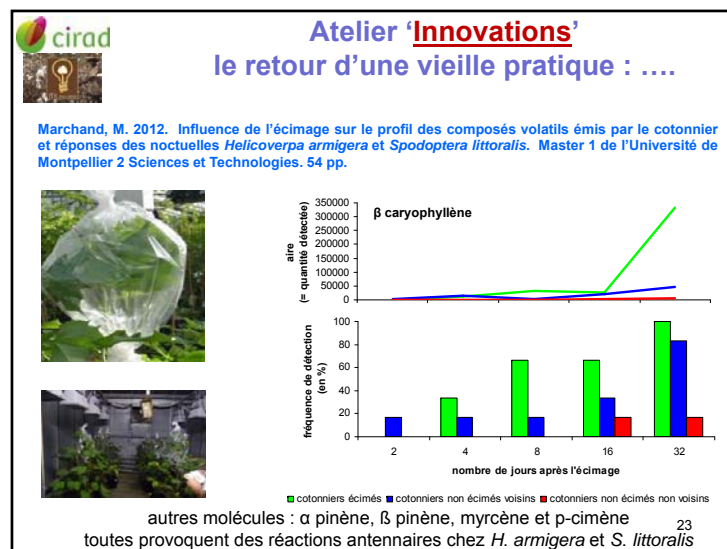 cirad
Atelier ‘Innovations’
le retour d’une vieille pratique : ….
Marchand, M. 2012. Influence de l’écimage sur le profil des composés volatils émis par le cotonnier
et réponses des noctuelles Helicoverpa armigera et Spodoptera littoralis. Master 1 de l’Université de
Montpellier 2 Sciences et Technologies. 54 pp.
β caryophyllène
aire
(= quantité détectée)
350000
300000
250000
200000
150000
100000
50000
0
fréquence de détection
(en %)
100
80
60
40
20
0
2 4 8 16 32
nombre de jours après l'écimage
cotonniers écimés cotonniers non écimés voisins cotonniers non écimés non voisins
autres molécules : α pinène, ß pinène, myrcène et p-cimène
toutes provoquent des réactions antennaires chez H. armigera et S. littoralis
23